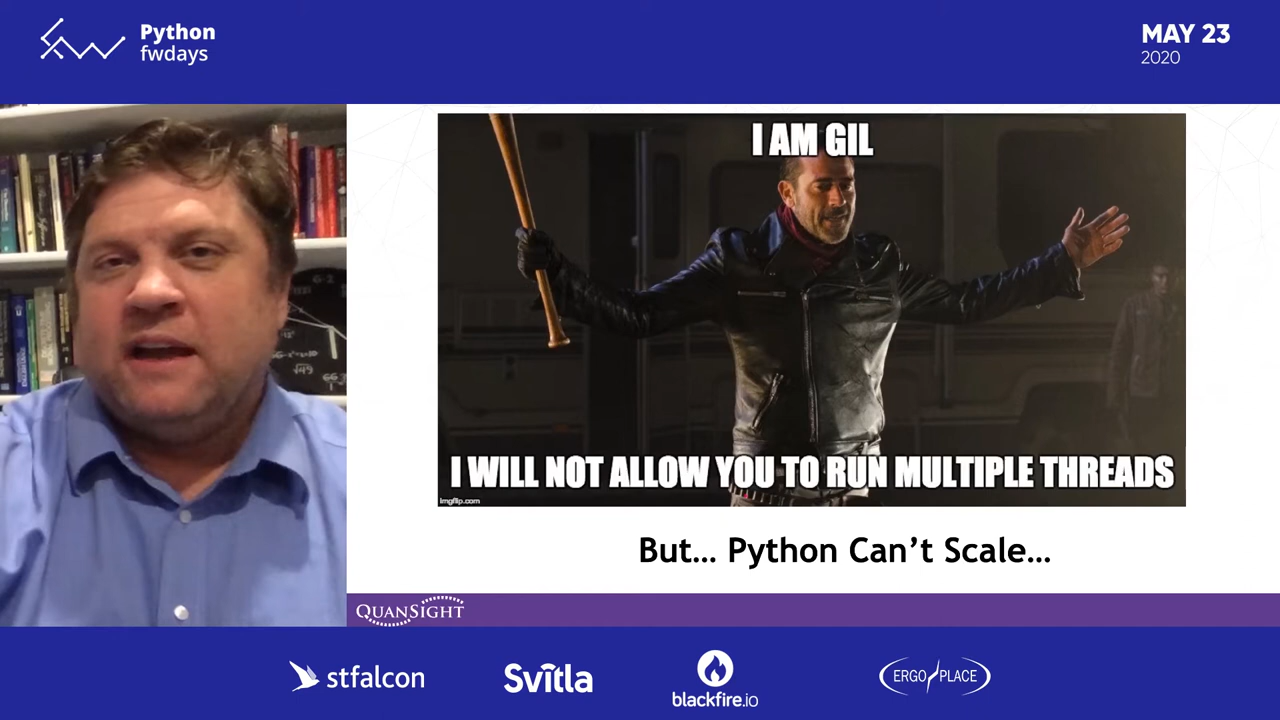 Python
fwdays
MAY 23
2020
I AM GIL
I WILL NOT ALLOW YOU TO RUN MULTIPLE THREADS
imgflip.com
But... Python Can't Scale...
QUANSIGHT
stfalcon
Svitla
blackfire.io
ERGO PLACE